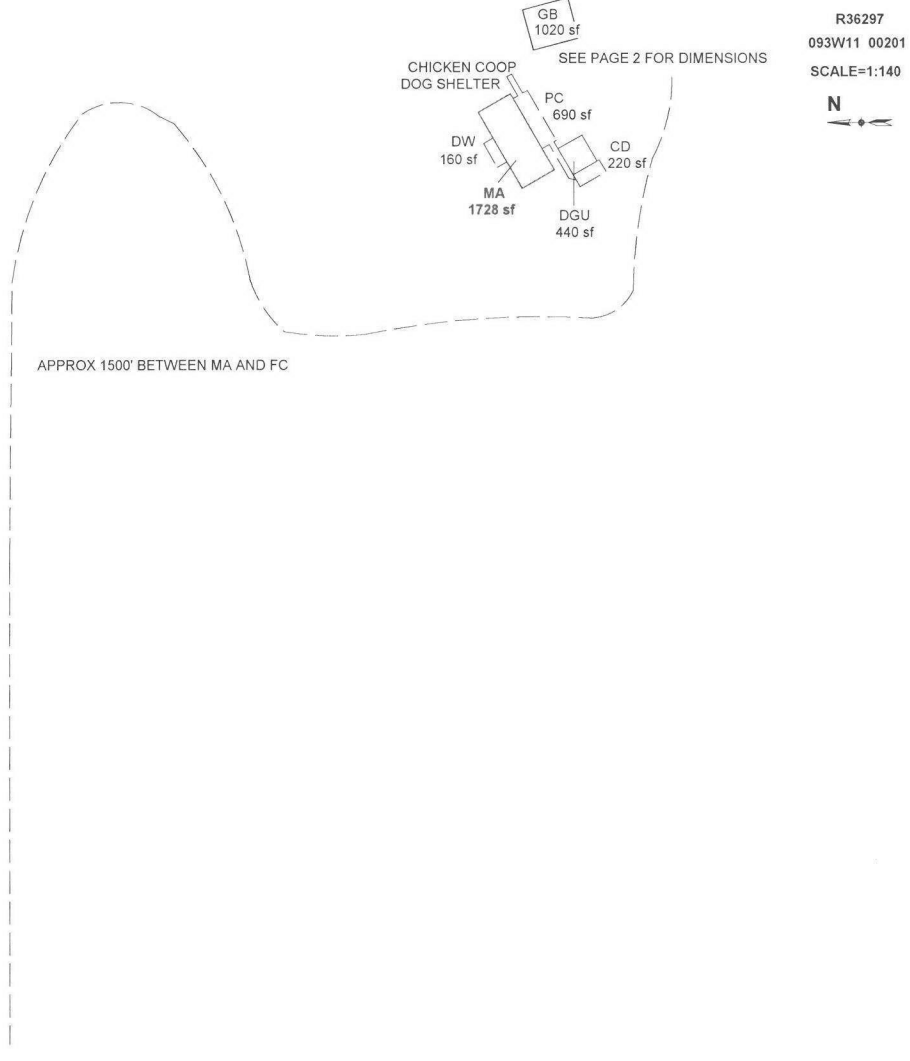 GB
1020 sf
R36297
093W11 00201
SCALE=1:140
N
SEE PAGE 2 FOR DIMENSIONS
CHICKEN COOP
DOG SHELTER
PC
690 sf
DW
160 sf
CD
220 sf
MA
1728 sf
DGU
440 sf
APPROX 1500' BETWEEN MA AND FC